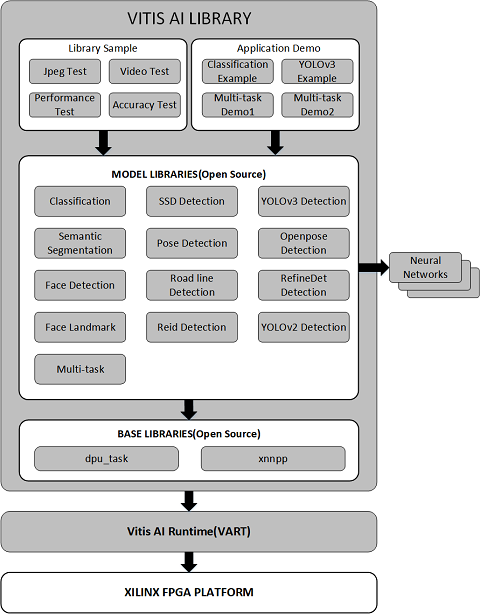 VITIS AI LIBRARY
Library Sample
Jpeg Test
Video Test
Performance
Test
Accuracy Test
Application Demo
Classification
Example
YOLOv3
Example
Multi-task
Demo1
Multi-task
Demo2
MODEL LIBRARIES(Open Source)
Classification
SSD Detection
YOLOv3 Detection
Semantic
Segmentation
Pose Detection
Openpose
Detection
Face Detection
Road line
Detection
RefineDet
Detection
Face Landmark
Reid Detection
YOLOv2 Detection
Multi-task
Neural
Networks
BASE LIBRARIES(Open Source)
dpu_task
xnnpp
Vitis AI Runtime(VART)
XILINX FPGA PLATFORM